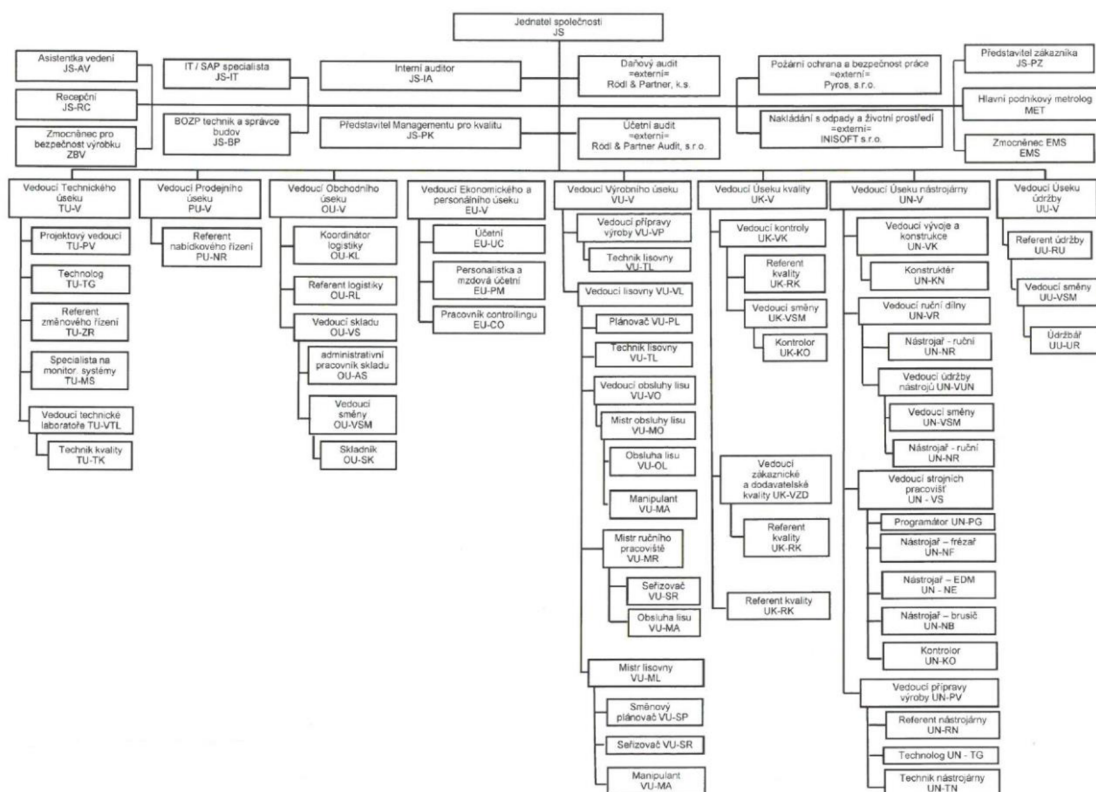 Jednatel společnosti
JS
Asistentka vedení
JS-AV
IT / SAP specialista
JS-IT
Interní auditor
JS-IA
Daňový audit
=externí=
Rödl & Partner, k.s.
Požární ochrana a bezpečnost práce
=externí=
Pyros, s.r.o.
Představitel zákazníka
JS-PZ
Recepční
JS-RC
Hlavní podnikový metrolog
MET
Zmocněnec pro
bezpečnost výrobku
ZBV
BOZP technik a správce
budov
JS-BP
Představitel Managementu pro kvalitu
JS-PK
Účetní audit
=externí=
Rödl & Partner Audit, s.r.o.
Nakládání s odpady a životní prostředí
=externí=
INISOFT s.r.o.
Zmocněnec EMS
EMS
Vedoucí Technického
úseku
TU-V
Projektový vedoucí
TU-PV
Technolog
TU-TG
Referent
změnového řízení
TU-ZR
Specialista na
monitor. systémy
TU-MS
Vedoucí technické
laboratoře TU-VTL
Technik kvality
TU-TK
Vedoucí Prodejního
úseku
PU-V
Referent
nabídkového řízení
PU-NR
Vedoucí Obchodního
úseku
OU-V
Koordinátor
logistiky
OU-KL
Referent logistiky
OU-RL
Vedoucí skladu
OU-VS
administrativní
pracovník skladu
OU-AS
Vedoucí
směny
OU-VSM
Skladník
OU-SK
Vedoucí Ekonomického a
personálního úseku
EU-V
Účetní
EU-UC
Personalistka a
mzdová účetní
EU-PM
Pracovník controllingu
EU-CO
Vedoucí Výrobního úseku
VU-V
Vedoucí přípravy
výroby VU-VP
Technik lisovny
VU-TL
Vedoucí lisovny VU-VL
Plánovač VU-PL
Technik lisovny
VU-TL
Vedoucí obsluhy lisu
VU-VO
Mistr obsluhy lisu
VU-MO
Obsluha lisu
VU-OL
Manipulant
VU-MA
Mistr ručního
pracoviště
VU-MR
Seřizovač
VU-SR
Obsluha lisu
VU-MA
Mistr lisovny
VU-ML
Směnový
plánovač VU-SP
Seřizovač VU-SR
Manipulant
VU-MA
Vedoucí Úseku kvality
UK-V
Vedoucí kontroly
UK-VK
Referent
kvality
UK-RK
Vedoucí směny
UK-VSM
Kontrolor
UK-KO
Vedoucí
zákaznické
a dodavatelské
kvality UK-VZD
Referent
kvality
UK-RK
Referent kvality
UK-RK
Vedoucí Úseku nástrojárny
UN-V
Vedoucí vývoje a
konstrukce
UN-VK
Konstruktér
UN-KN
Vedoucí ruční dílny
UN-VR
Nástrojař - ruční
UN-NR
Vedoucí údržby
nástrojů UN-VUN
Vedoucí směny
UN-VSM
Nástrojař - ruční
UN-NR
Vedoucí strojních
pracovišť
UN - VS
Programátor UN-PG
Nástrojař – frézař
UN-NF
Nástrojař – EDM
UN - NE
Nástrojař – brusič
UN-NB
Kontrolor
UN-KO
Vedoucí přípravy
výroby UN-PV
Referent nástrojárny
UN-RN
Technolog UN - TG
Technik nástrojárny
UN-TN
Vedoucí Úseku
údržby
UU-V
Referent údržby
UU-RU
Vedoucí směny
UU-VSM
Údržbář
UU-UR